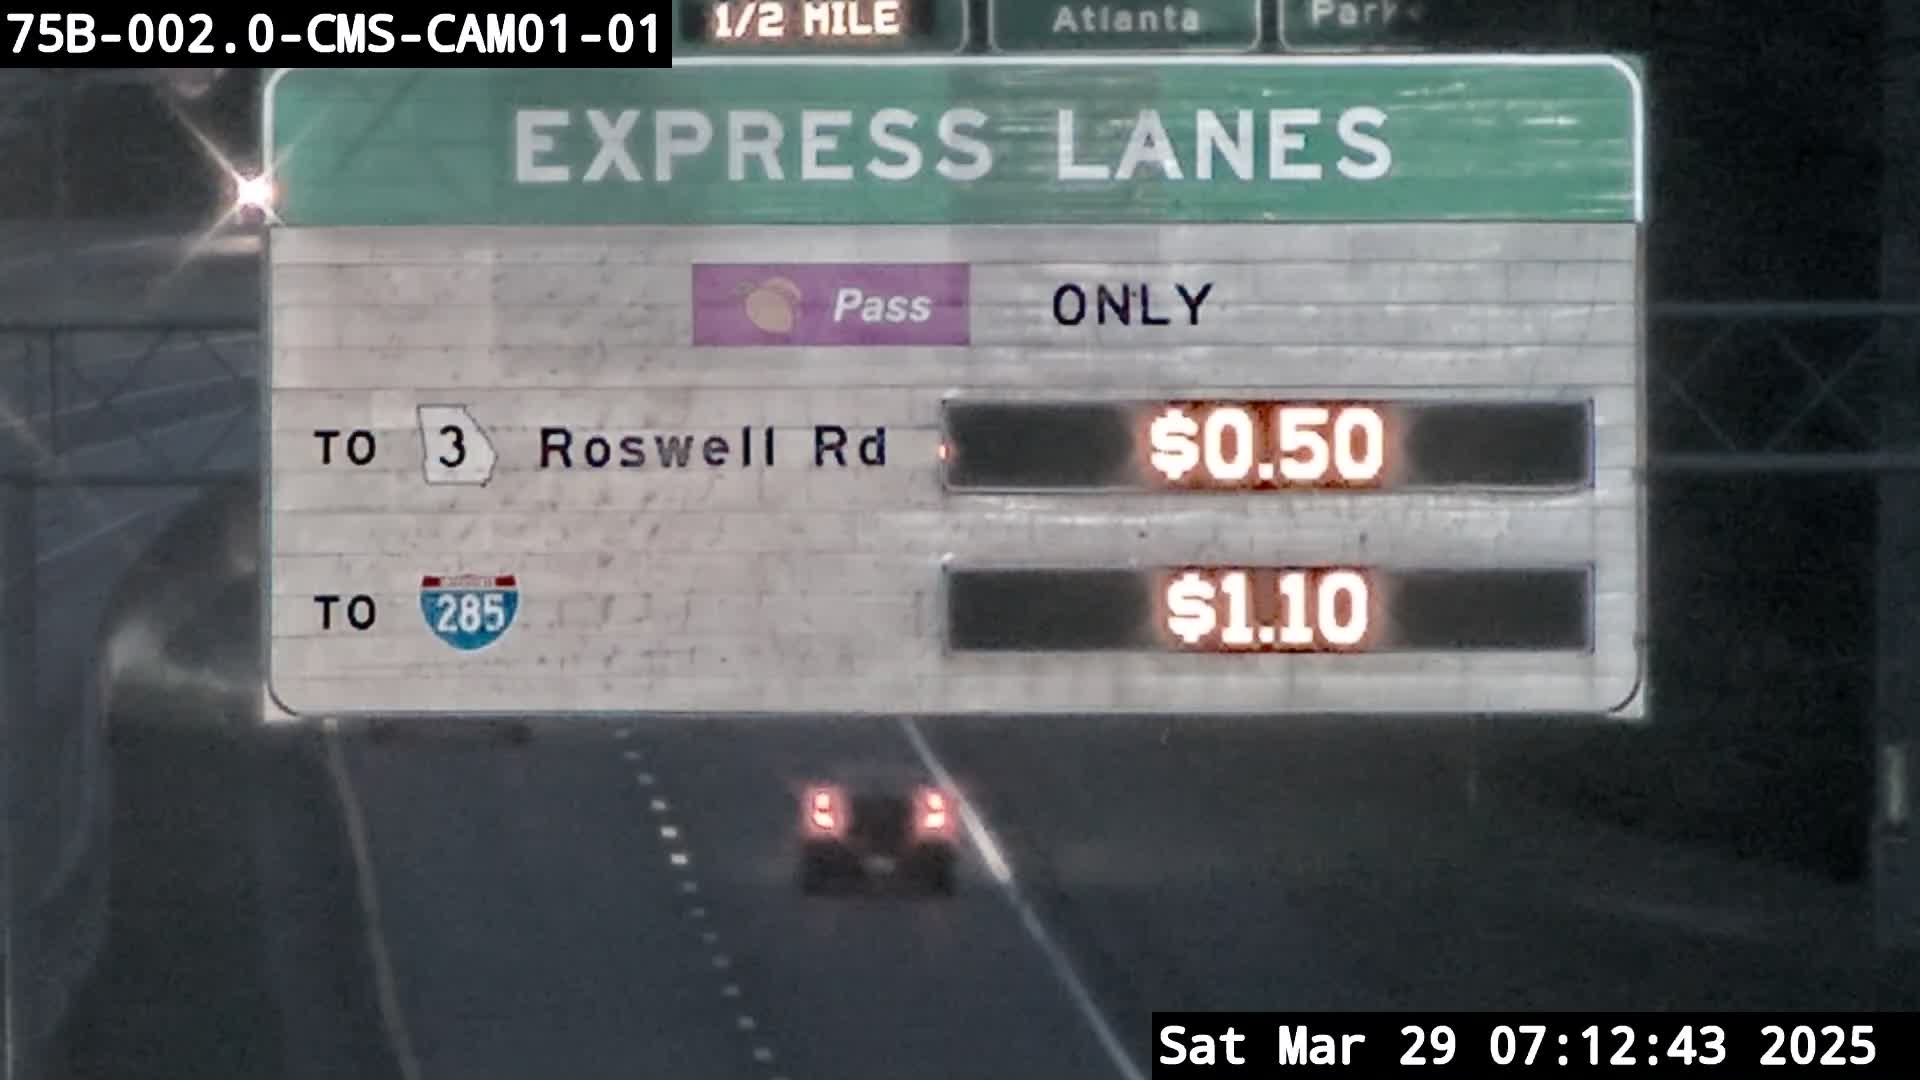 75B-002.0-CMS-CAM01-01
1/2 MILE
Atlanta
Park
EXPRESS LANES
Pass ONLY
TO 3 Roswell Rd $0.50
TO 285 $1.10
Sat Mar 29 07:12:43 2025